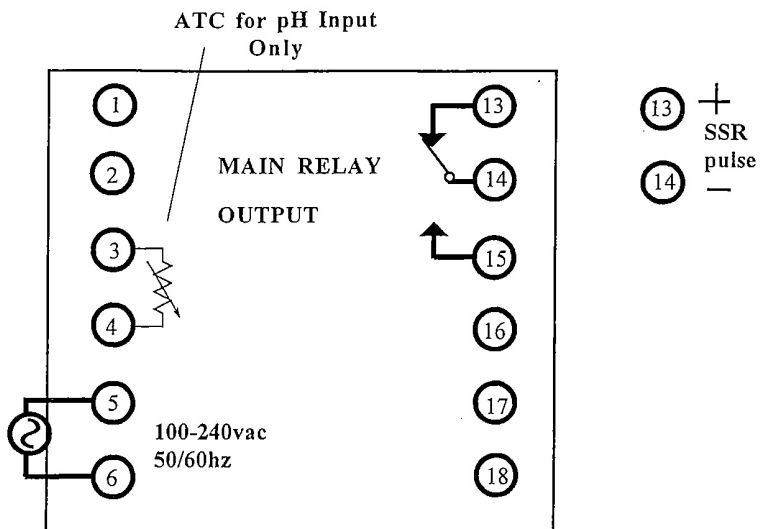 ATC for pH Input
Only
1
2
3
4
5
6
MAIN RELAY
OUTPUT
100-240vac
50/60hz
13
14
15
16
17
18
13 +
SSR
pulse
14 −